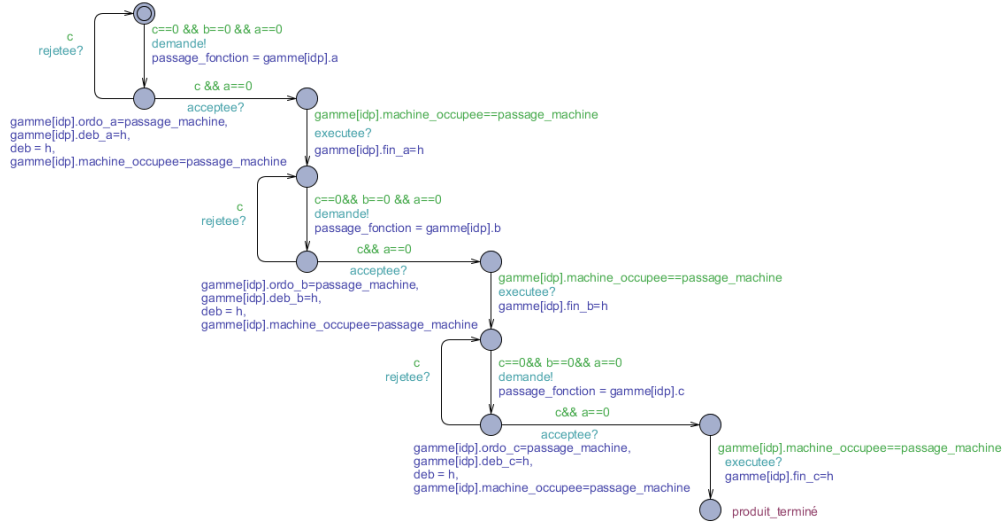 c==0 && b==0 && a==0
c
rejetee?
demande!
passage_fonction = gamme[idp].a
c && a==0
acceptee?
gamme[idp].ordo_a=passage_machine,
gamme[idp].deb_a=h,
deb = h,
gamme[idp].machine_occupee=passage_machine
gamme[idp].machine_occupee==passage_machine
executee?
gamme[idp].fin_a=h
c
rejetee?
c==0&& b==0 && a==0
demande!
passage_fonction = gamme[idp].b
c&& a==0
acceptee?
gamme[idp].ordo_b=passage_machine,
gamme[idp].deb_b=h,
deb = h,
gamme[idp].machine_occupee=passage_machine
gamme[idp].machine_occupee==passage_machine
executee?
gamme[idp].fin_b=h
c
rejetee?
c==0&& b==0&& a==0
demande!
passage_fonction = gamme[idp].c
c&& a==0
acceptee?
gamme[idp].ordo_c=passage_machine,
gamme[idp].deb_c=h,
deb = h,
gamme[idp].machine_occupee=passage_machine
gamme[idp].machine_occupee==passage_machine
executee?
gamme[idp].fin_c=h
produit_terminé